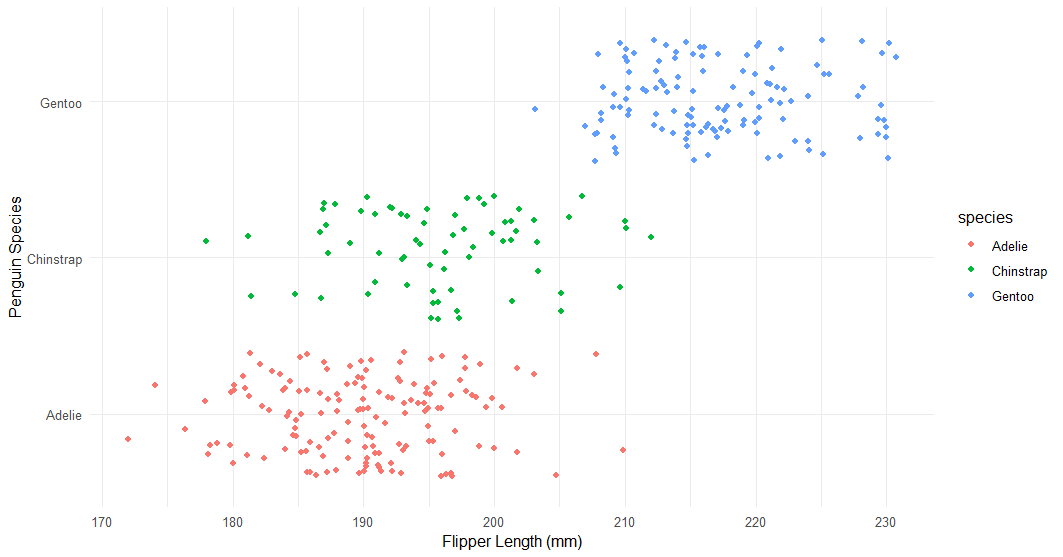 Penguin Species
Gentoo
Chinstrap
Adelie
170 180 190 200 210 220 230
Flipper Length (mm)
species
Adelie
Chinstrap
Gentoo